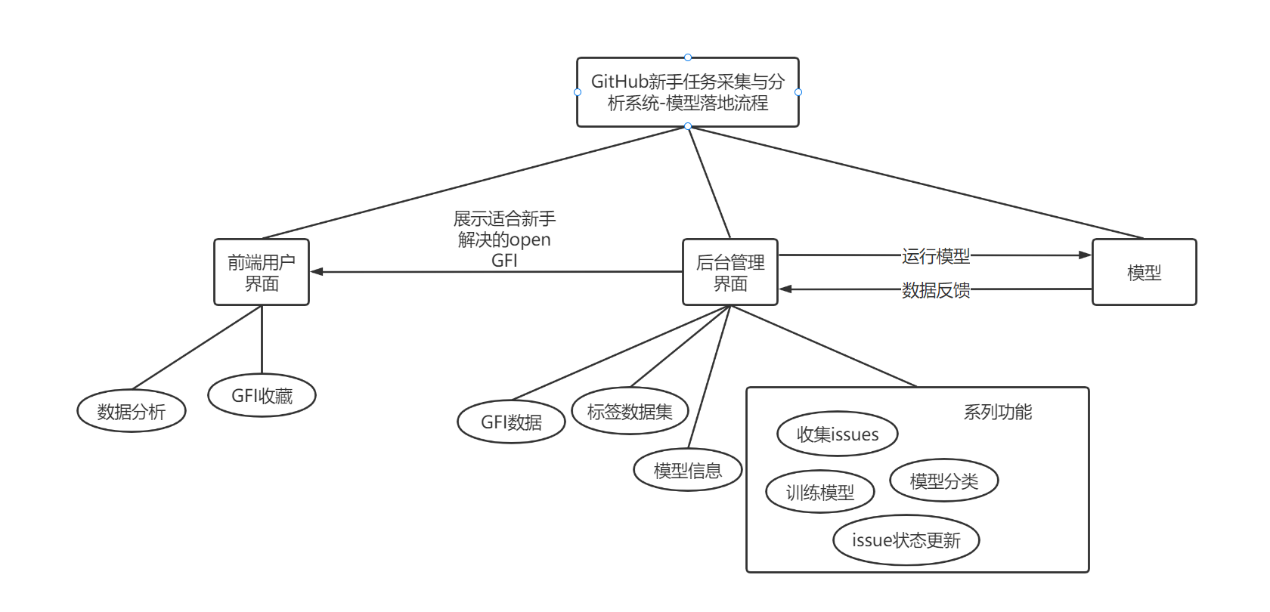 GitHub新手任务采集与分
析系统-模型落地流程
展示适合新手
解决的open
GFI
前端用户
界面
后台管理
界面
运行模型
数据反馈
模型
数据分析
GFI收藏
GFI数据
标签数据集
模型信息
系列功能
收集issues
训练模型
模型分类
issue状态更新